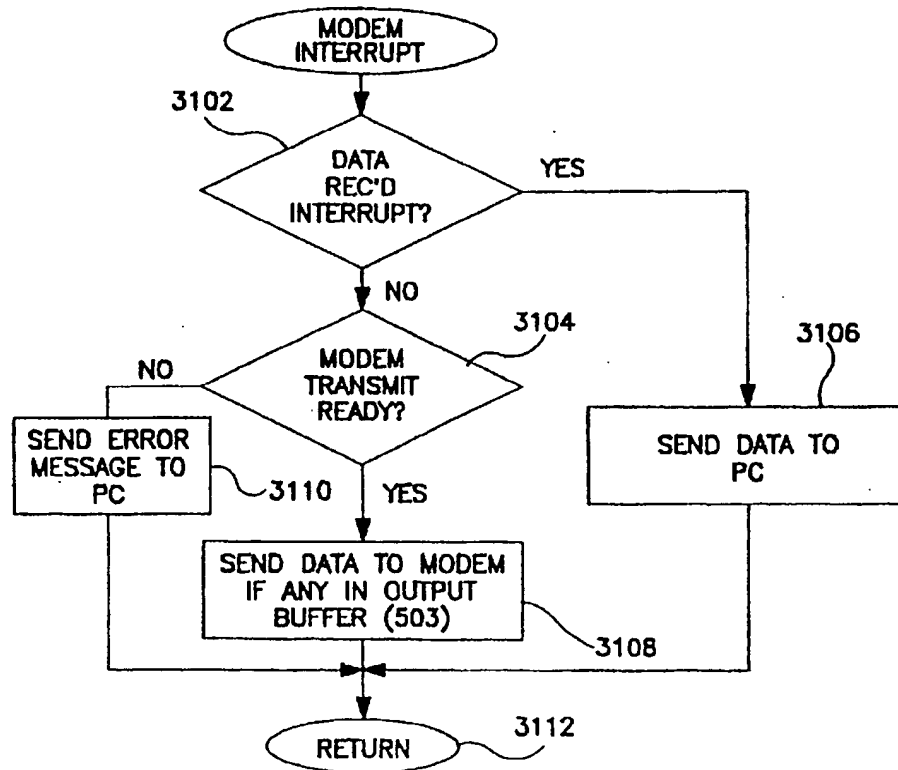 MODEM
INTERRUPT
3102
DATA
REC'D
INTERRUPT?
YES
NO
3104
MODEM
TRANSMIT
READY?
NO
3106
SEND DATA TO
PC
SEND ERROR
MESSAGE TO
PC
3110
YES
SEND DATA TO MODEM
IF ANY IN OUTPUT
BUFFER (503)
3108
RETURN
3112